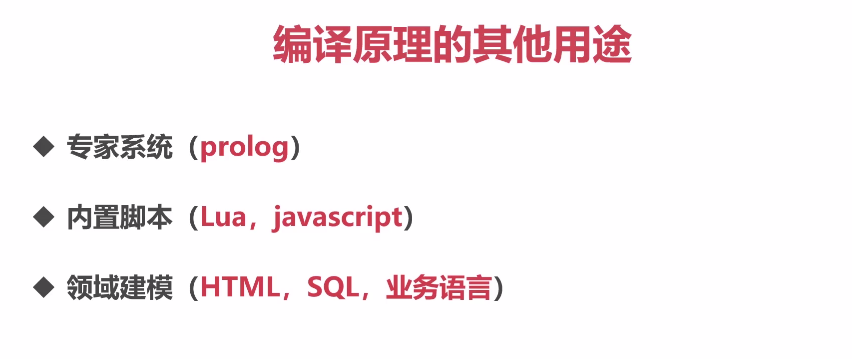 编译原理的其他用途
◆ 专家系统（prolog）
◆ 内置脚本（Lua，javascript）
◆ 领域建模（HTML，SQL，业务语言）